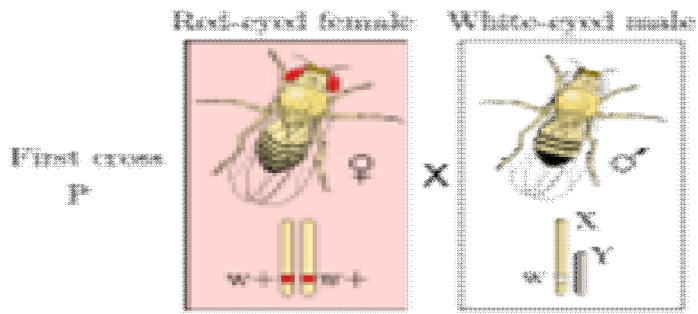 Red-eyed female White-eyed male
First cross
P
♀ x ♂
X
Y
w+ w+ w